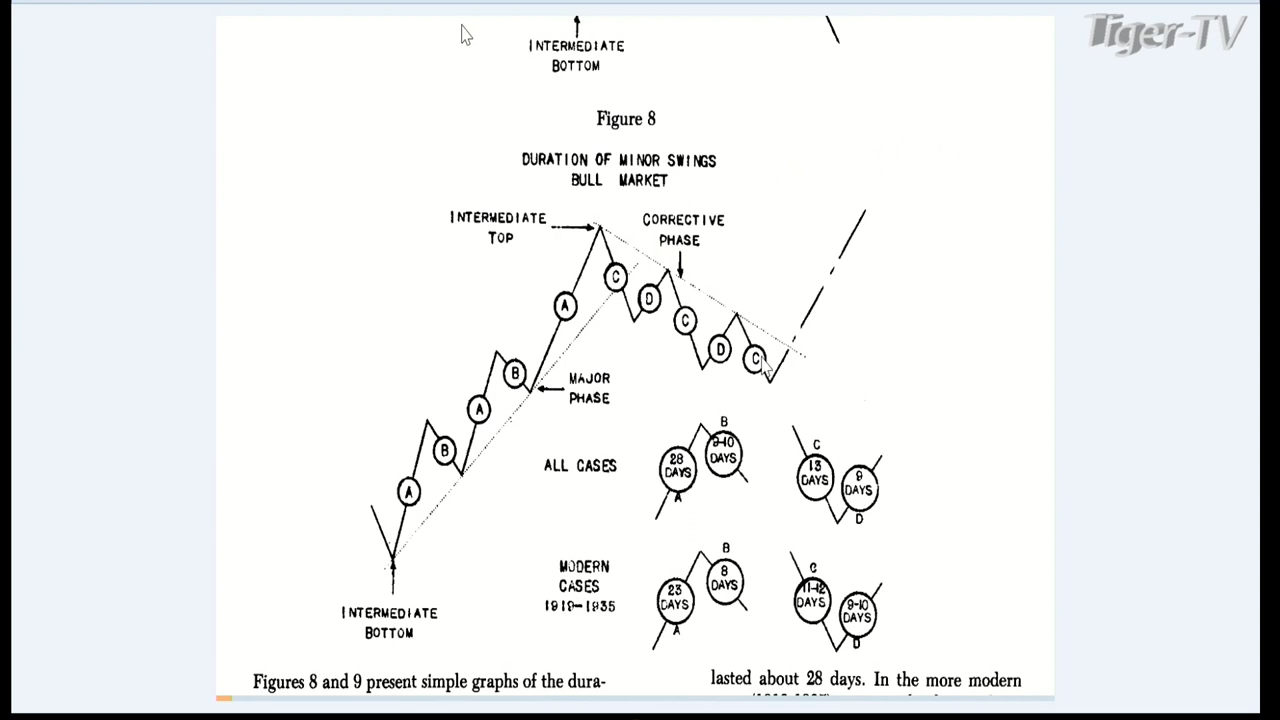 Tiger-TV
INTERMEDIATE
BOTTOM
Figure 8
DURATION OF MINOR SWINGS
BULL MARKET
INTERMEDIATE
TOP
CORRECTIVE
PHASE
C
D
A
C
D
C
B
MAJOR
PHASE
A
B
A
ALL CASES
28
DAYS
A
B
9-10
DAYS
C
13
DAYS
9
DAYS
D
MODERN
CASES
1919-1935
23
DAYS
A
B
8
DAYS
C
11-12
DAYS
9-10
DAYS
D
INTERMEDIATE
BOTTOM
Figures 8 and 9 present simple graphs of the dura-
lasted about 28 days. In the more modern